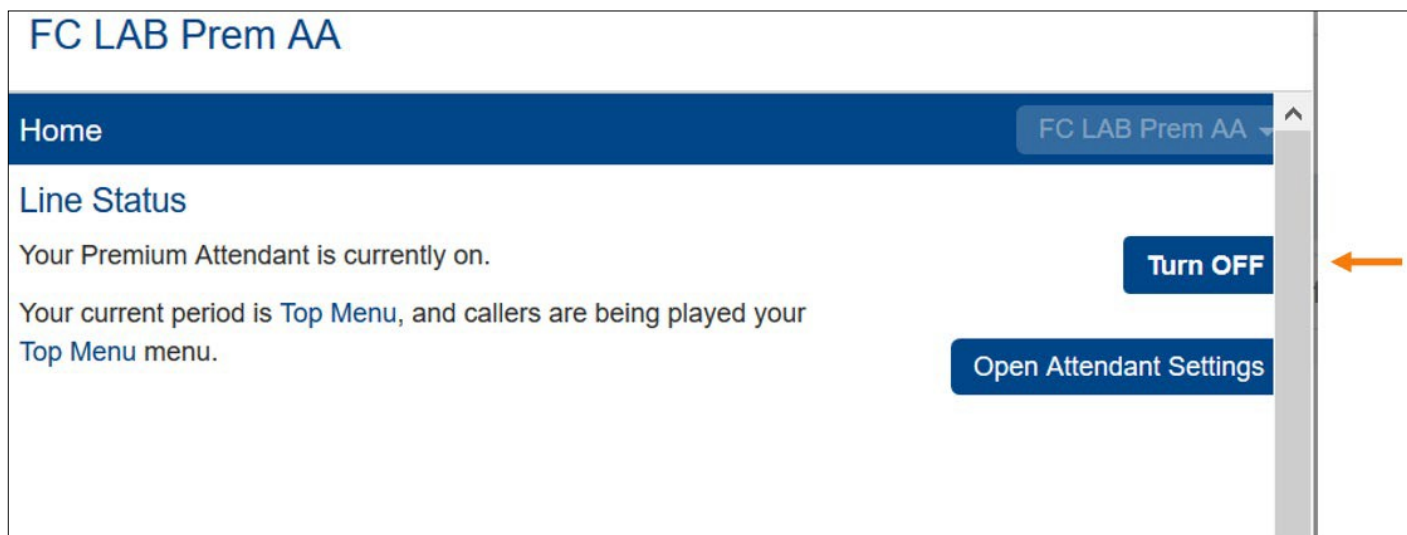 FC LAB Prem AA
Home
FC LAB Prem AA
Line Status
Your Premium Attendant is currently on.
Turn OFF
Your current period is Top Menu, and callers are being played your
Top Menu menu.
Open Attendant Settings